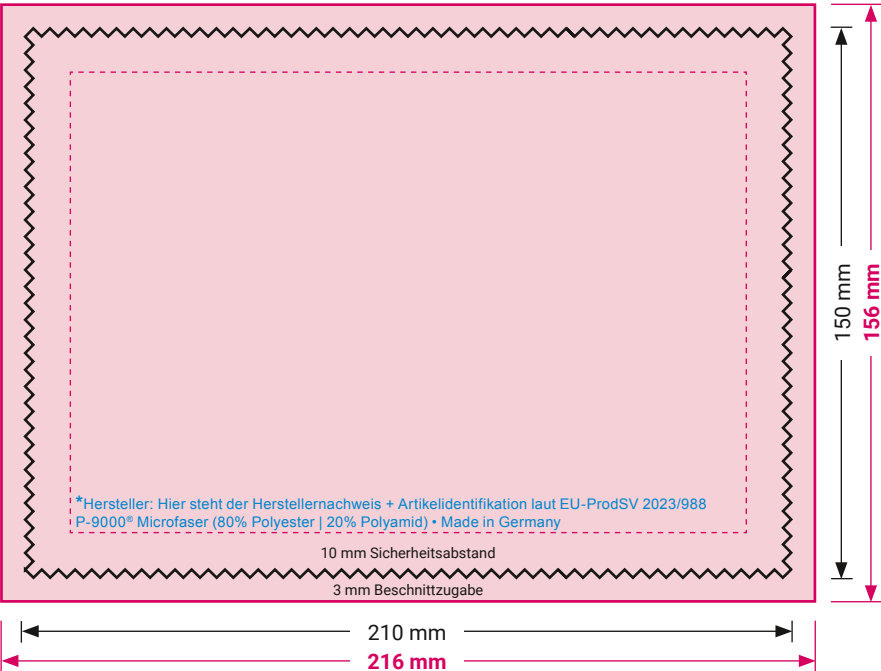 *Hersteller: Hier steht der Herstellernachweis + Artikelidentifikation laut EU-ProdSV 2023/988
P-9000® Microfaser (80% Polyester | 20% Polyamid) • Made in Germany
10 mm Sicherheitsabstand
3 mm Beschnittzugabe
150 mm
156 mm
210 mm
216 mm